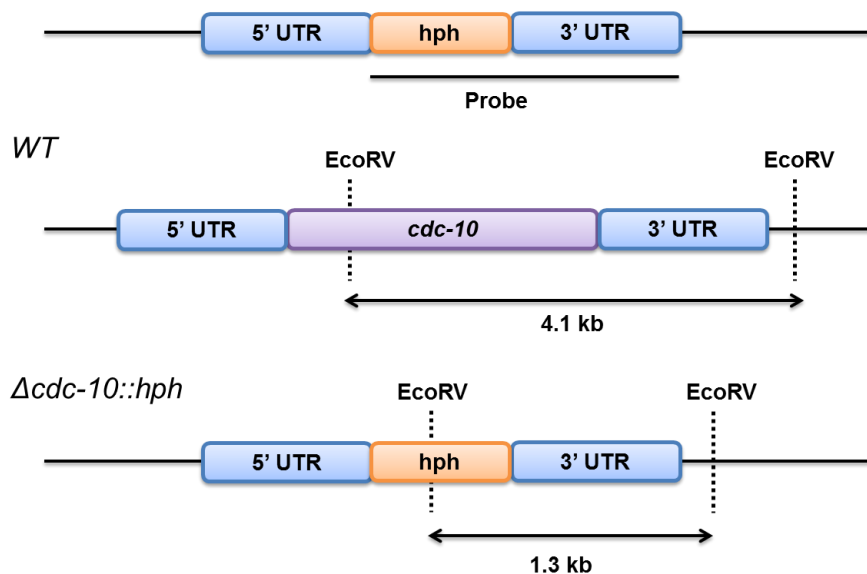 5’ UTR hph 3’ UTR
Probe
WT
EcoRV EcoRV
5’ UTR cdc-10 3’ UTR
4.1 kb
Δcdc-10::hph
EcoRV EcoRV
5’ UTR hph 3’ UTR
1.3 kb